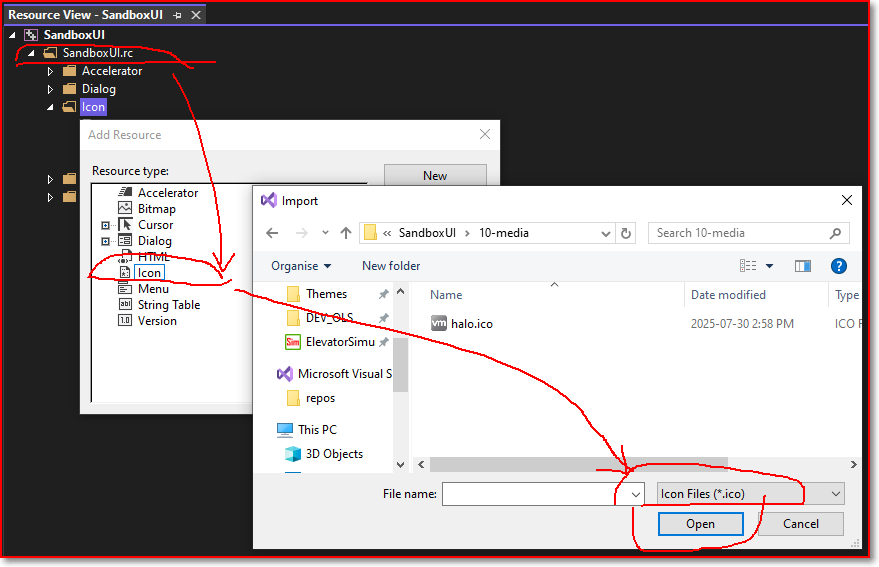 Resource View - SandboxUI
SandboxUI
SandboxUI.rc
Accelerator
Dialog
Icon
Add Resource
Resource type:
New
Accelerator
Bitmap
Cursor
Dialog
HTML
Icon
Menu
String Table
Version
Import
« SandboxUI › 10-media
Search 10-media
Organise
New folder
Name
Date modified
Type
Themes
DEV_OLS
Sim
ElevatorSimu
Microsoft Visual S
repos
This PC
3D Objects
vm
halo.ico
2025-07-30 2:58 PM
ICO F
File name:
Icon Files (*.ico)
Open
Cancel